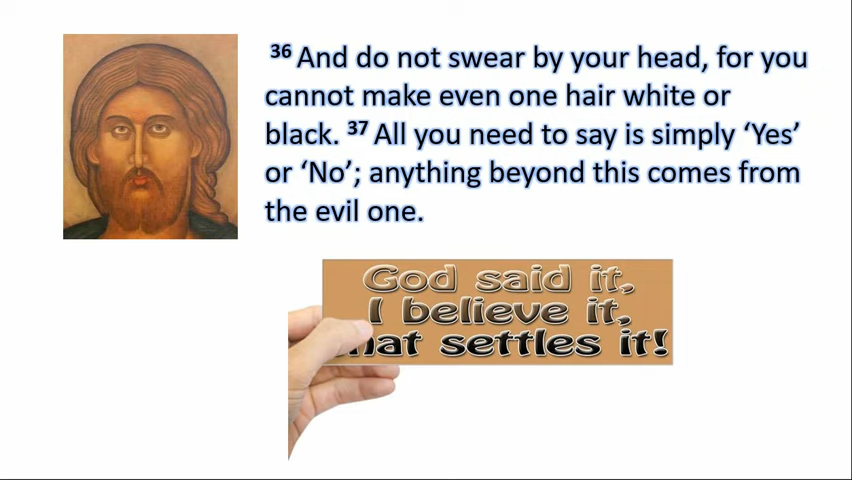 36 And do not swear by your head, for you
cannot make even one hair white or
black. 37 All you need to say is simply ‘Yes’
or ‘No’; anything beyond this comes from
the evil one.
God said it,
I believe it,
settles it!